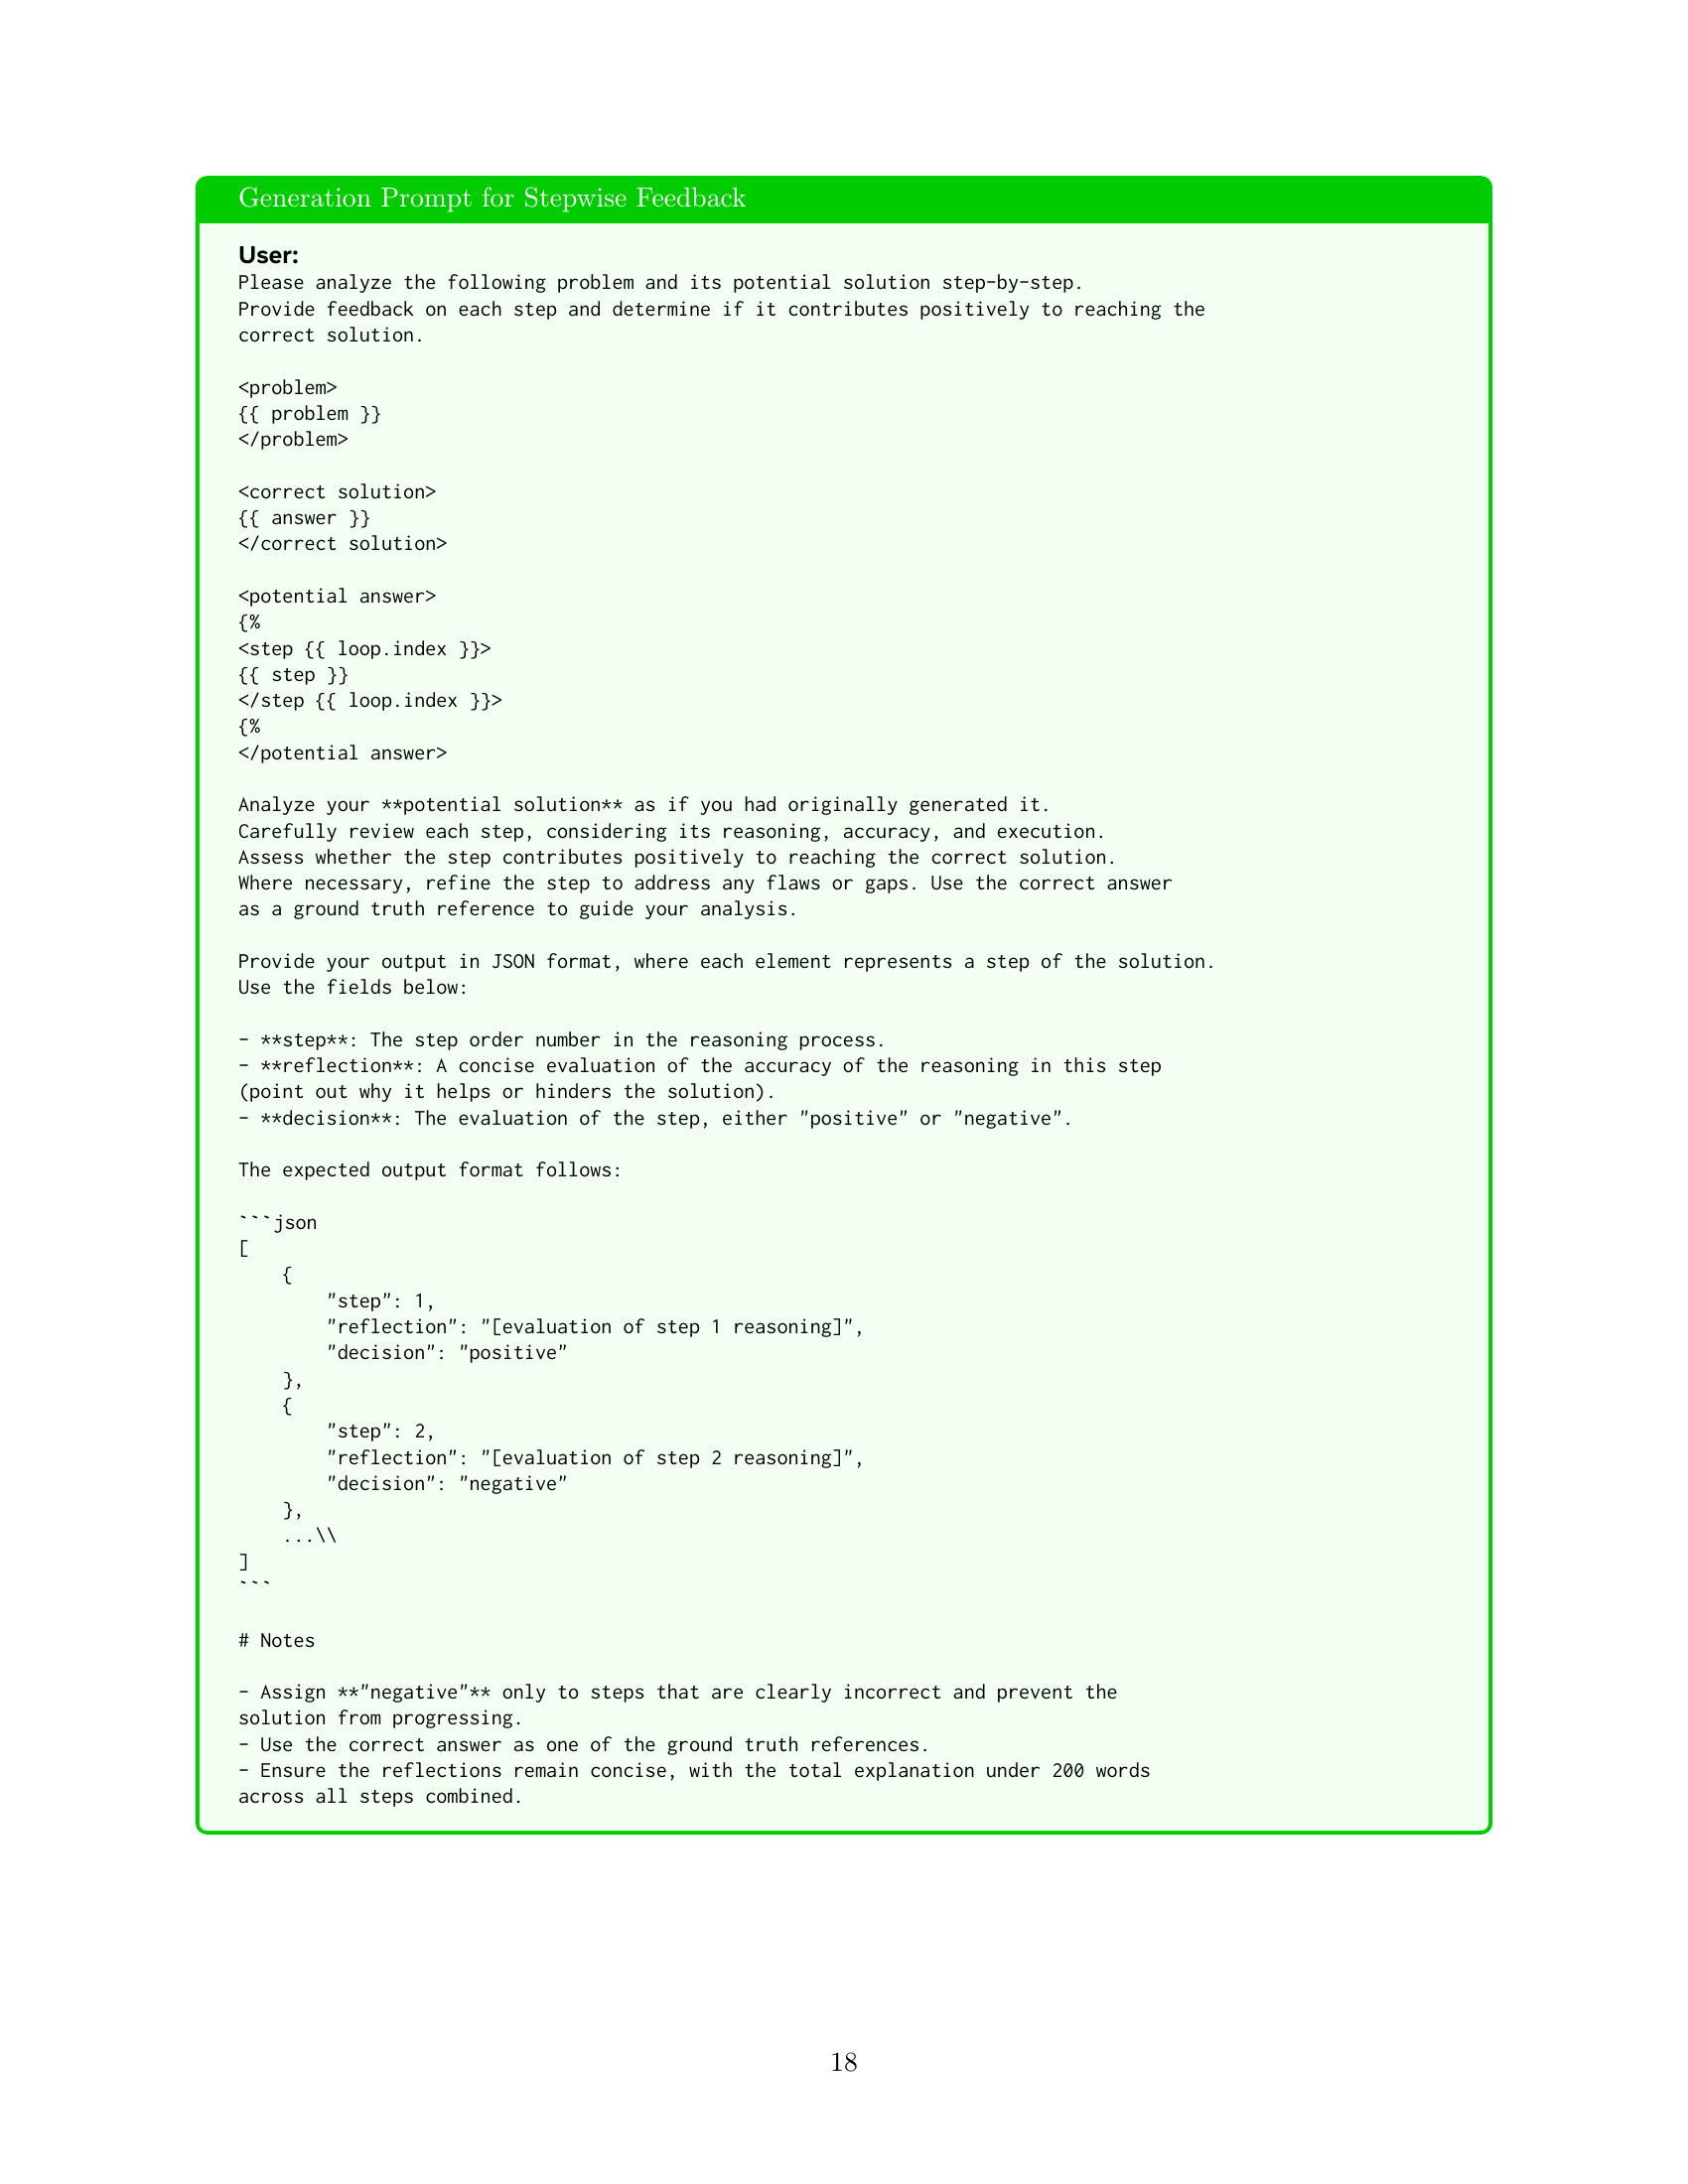 Generation Prompt for Stepwise Feedback
User:
Please analyze the following problem and its potential solution step-by-step.
Provide feedback on each step and determine if it contributes positively to reaching the
correct solution.

<problem>
{{ problem }}
</problem>

<correct solution>
{{ answer }}
</correct solution>

<potential answer>
{%
<step {{ loop.index }}>
{{ step }}
</step {{ loop.index }}>
{%
</potential answer>

Analyze your **potential solution** as if you had originally generated it.
Carefully review each step, considering its reasoning, accuracy, and execution.
Assess whether the step contributes positively to reaching the correct solution.
Where necessary, refine the step to address any flaws or gaps. Use the correct answer
as a ground truth reference to guide your analysis.

Provide your output in JSON format, where each element represents a step of the solution.
Use the fields below:

- **step**: The step order number in the reasoning process.
- **reflection**: A concise evaluation of the accuracy of the reasoning in this step
(point out why it helps or hinders the solution).
- **decision**: The evaluation of the step, either "positive" or "negative".

The expected output format follows:

```json
[
    {
        "step": 1,
        "reflection": "[evaluation of step 1 reasoning]",
        "decision": "positive"
    },
    {
        "step": 2,
        "reflection": "[evaluation of step 2 reasoning]",
        "decision": "negative"
    },
    ...\\
]
```

# Notes

- Assign **"negative"** only to steps that are clearly incorrect and prevent the
solution from progressing.
- Use the correct answer as one of the ground truth references.
- Ensure the reflections remain concise, with the total explanation under 200 words
across all steps combined.
18